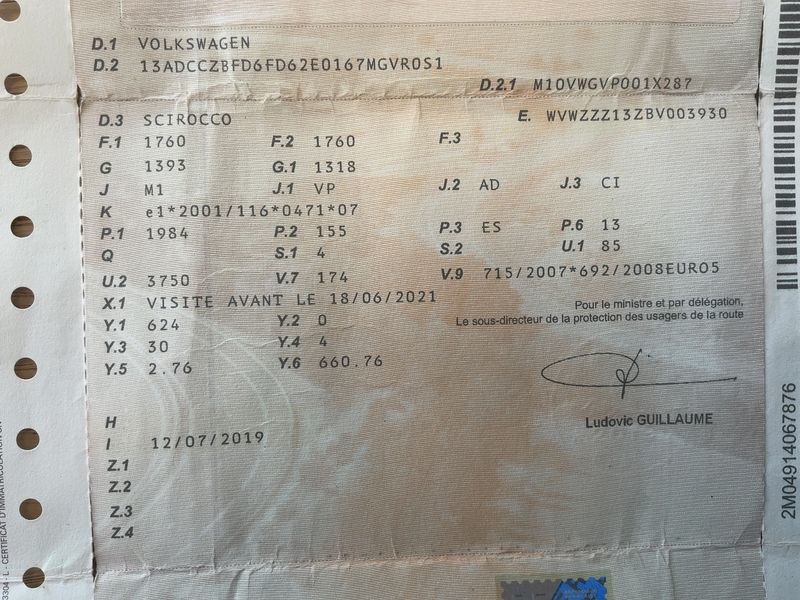 D.1 VOLKSWAGEN
D.2 13ADCCZBFD6FD62E0167MGVR0S1
D.2.1 M10VWGVP001X287
D.3 SCIROCCO E. WVWZZZ13ZBV003930
F.1 1760 F.2 1760 F.3
G 1393 G.1 1318
J M1 J.1 VP J.2 AD J.3 CI
K e1*2001/116*0471*07
P.1 1984 P.2 155 P.3 ES P.6 13
Q S.1 4 S.2 U.1 85
U.2 3750 V.7 174 V.9 715/2007*692/2008EURO5
X.1 VISITE AVANT LE 18/06/2021
Pour le ministre et par délégation,
Le sous-directeur de la protection des usagers de la route
Y.1 624 Y.2 0
Y.3 30 Y.4 4
Y.5 2.76 Y.6 660.76
Ludovic GUILLAUME
H
I 12/07/2019
Z.1
Z.2
Z.3
Z.4
2M04914067876
3304 - L - CERTIFICAT D'IMMATRICULATION